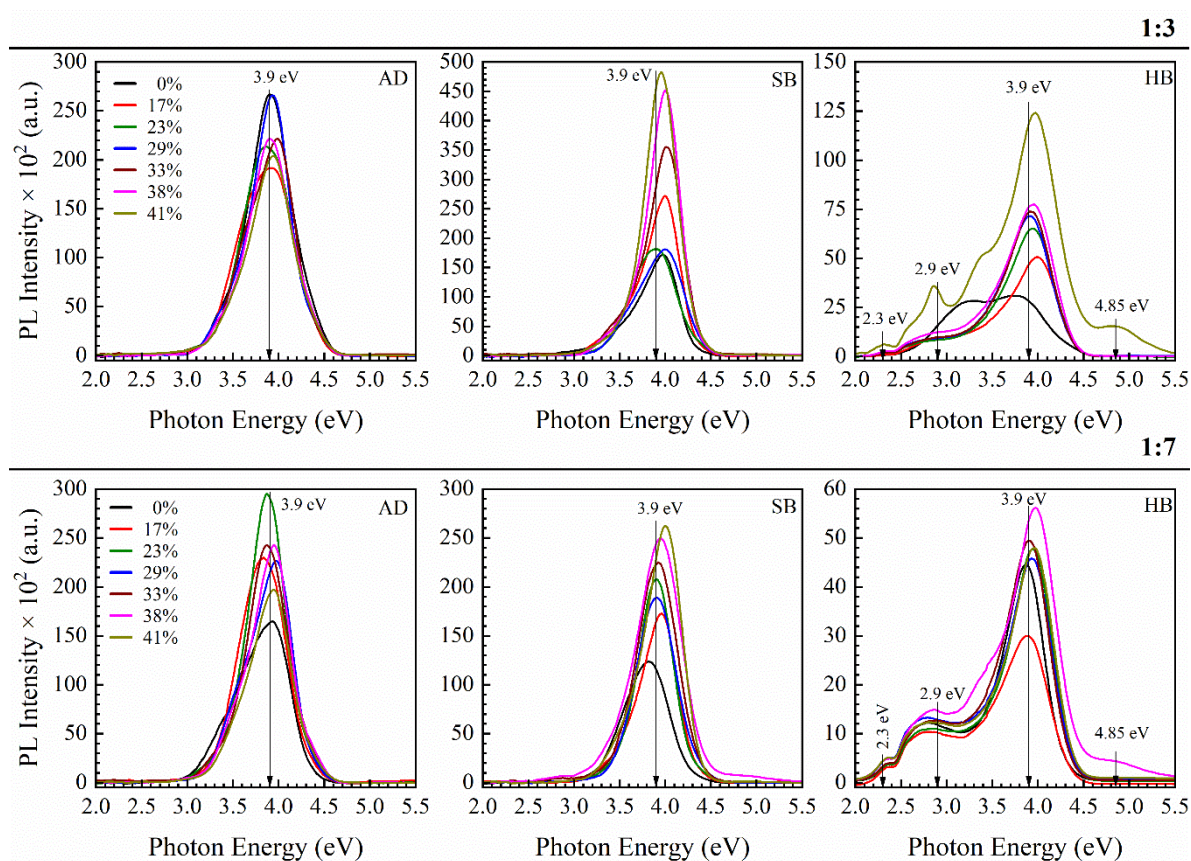 1:3
AD
0%
17%
23%
29%
33%
38%
41%
3.9 eV
300
250
200
150
100
50
0
PL Intensity × 10² (a.u.)
2.0 2.5 3.0 3.5 4.0 4.5 5.0 5.5
Photon Energy (eV)
SB
3.9 eV
500
450
400
350
300
250
200
150
100
50
0
2.0 2.5 3.0 3.5 4.0 4.5 5.0 5.5
Photon Energy (eV)
HB
3.9 eV
2.9 eV
2.3 eV
4.85 eV
150
125
100
75
50
25
0
2.0 2.5 3.0 3.5 4.0 4.5 5.0 5.5
Photon Energy (eV)
1:7
AD
0%
17%
23%
29%
33%
38%
41%
3.9 eV
300
250
200
150
100
50
0
PL Intensity × 10² (a.u.)
2.0 2.5 3.0 3.5 4.0 4.5 5.0 5.5
Photon Energy (eV)
SB
3.9 eV
300
250
200
150
100
50
0
2.0 2.5 3.0 3.5 4.0 4.5 5.0 5.5
Photon Energy (eV)
HB
3.9 eV
2.9 eV
2.3 eV
4.85 eV
60
50
40
30
20
10
0
2.0 2.5 3.0 3.5 4.0 4.5 5.0 5.5
Photon Energy (eV)